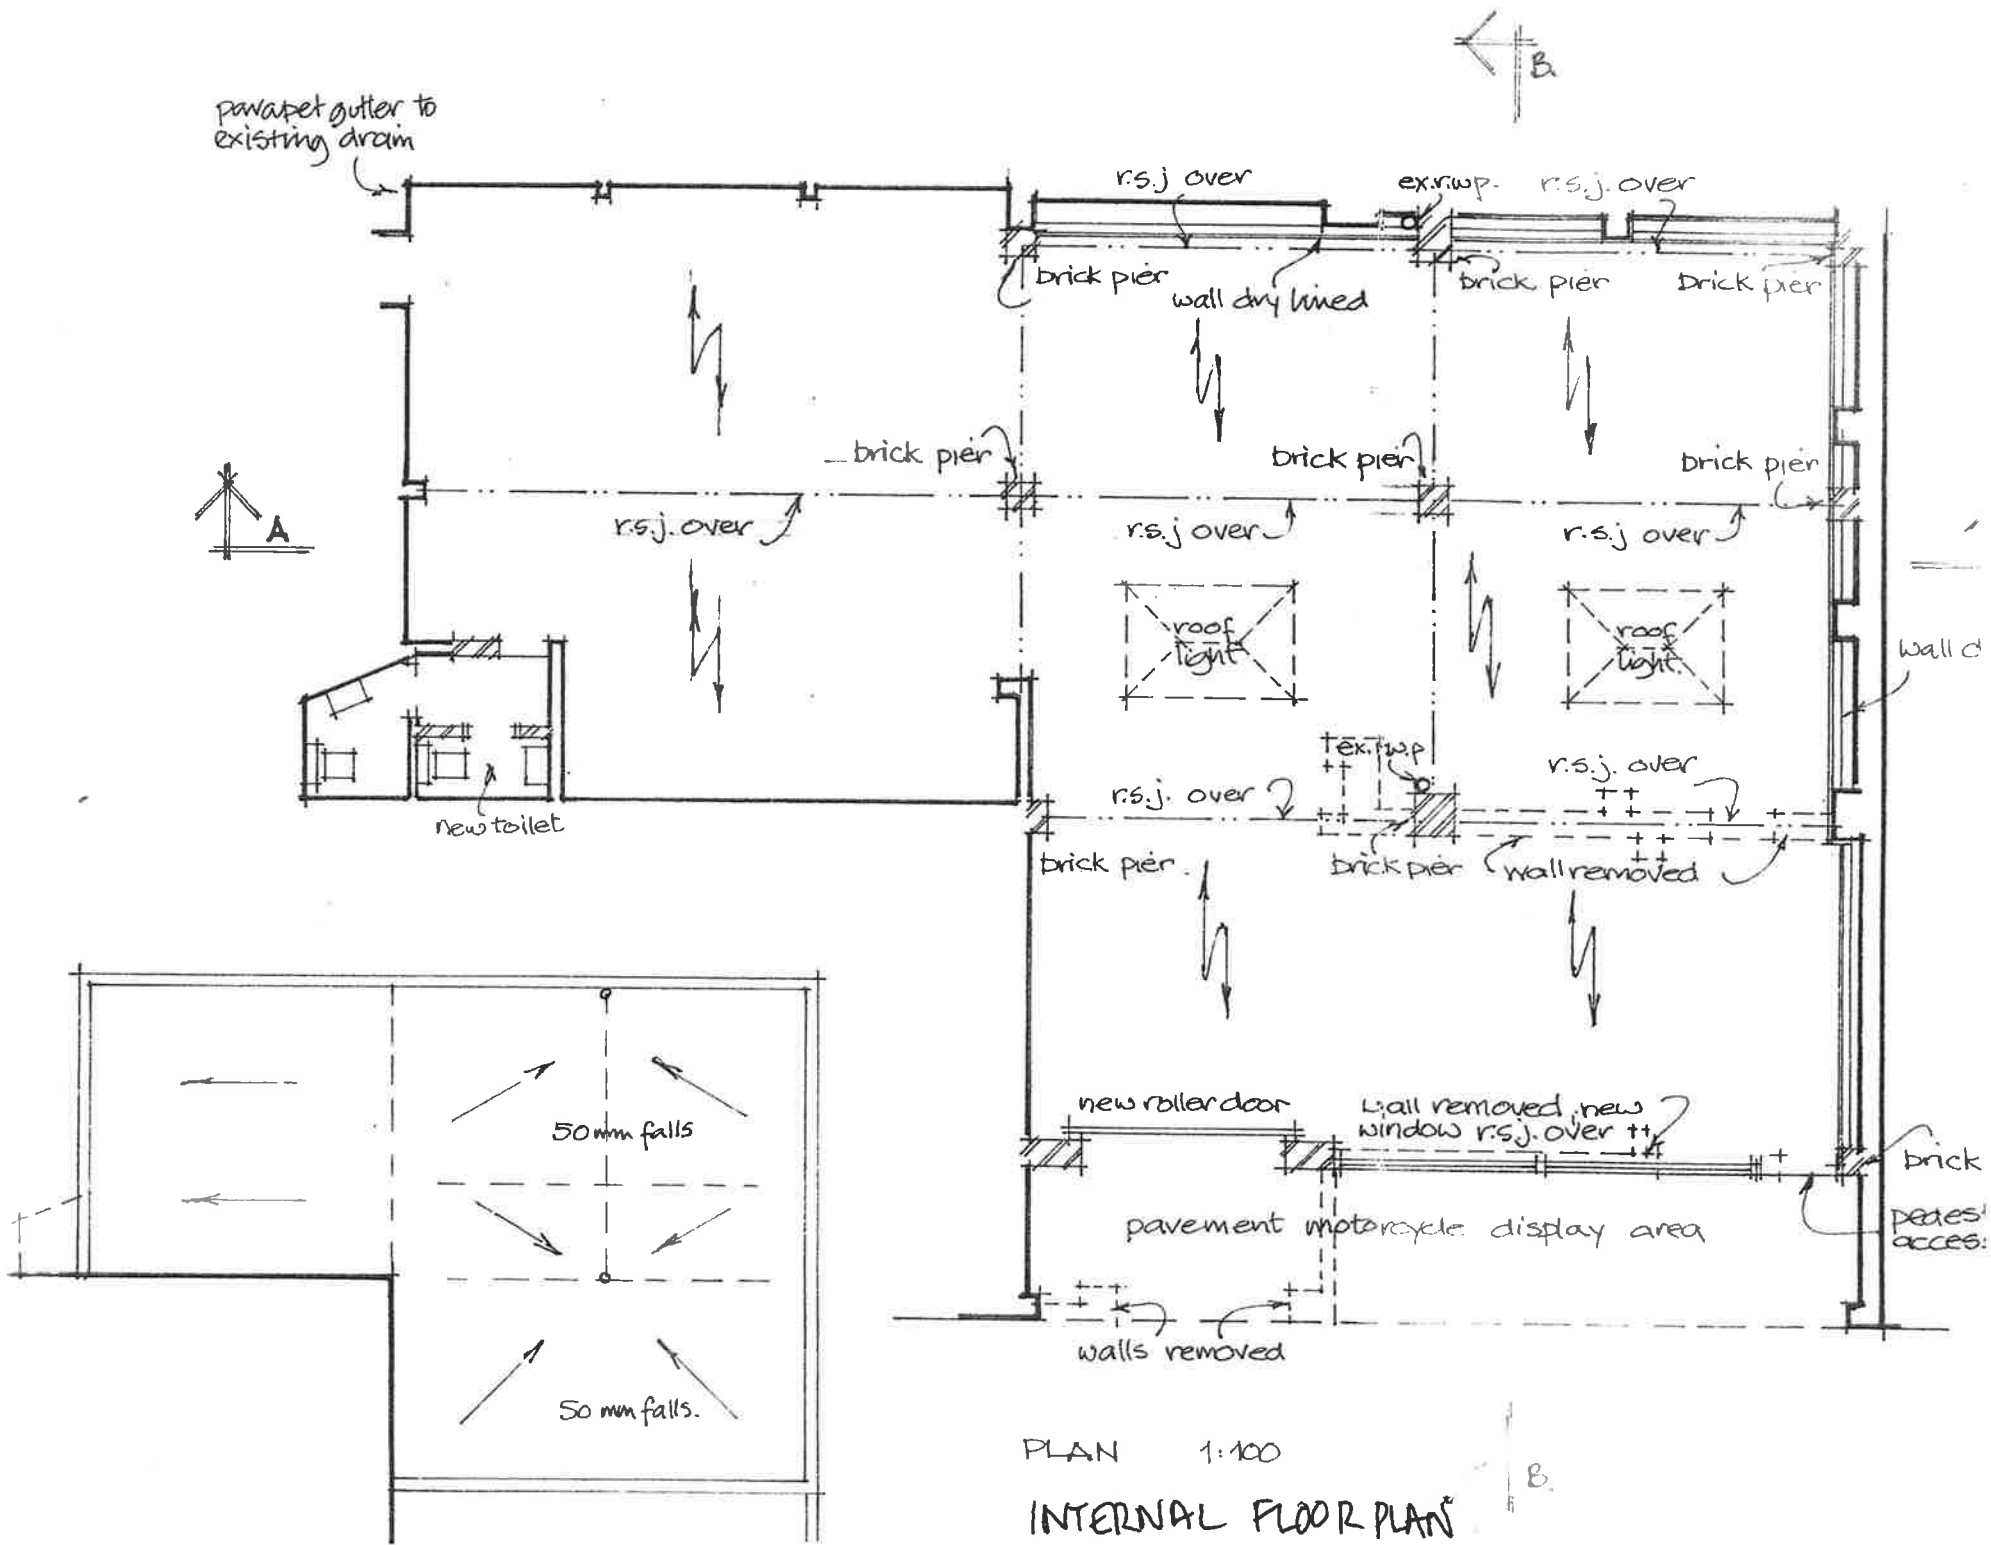 B.
parapet gutter to
existing drain
r.s.j over
ex.r.w.p.
r.s.j. over
brick pier
wall dry lined
brick pier
brick pier
brick pier
brick pier
brick pier
A
r.s.j. over
r.s.j over
r.s.j over
roof
light
roof
light
wall d
ex.r.w.p
r.s.j. over
r.s.j. over
new toilet
brick pier.
brick pier
wall removed
new roller door
wall removed, new
window r.s.j. over
brick
50mm falls
pavement motorcycle display area
pedes
acces
walls removed
50 mm falls.
PLAN 1:100
B.
INTERNAL FLOOR PLAN